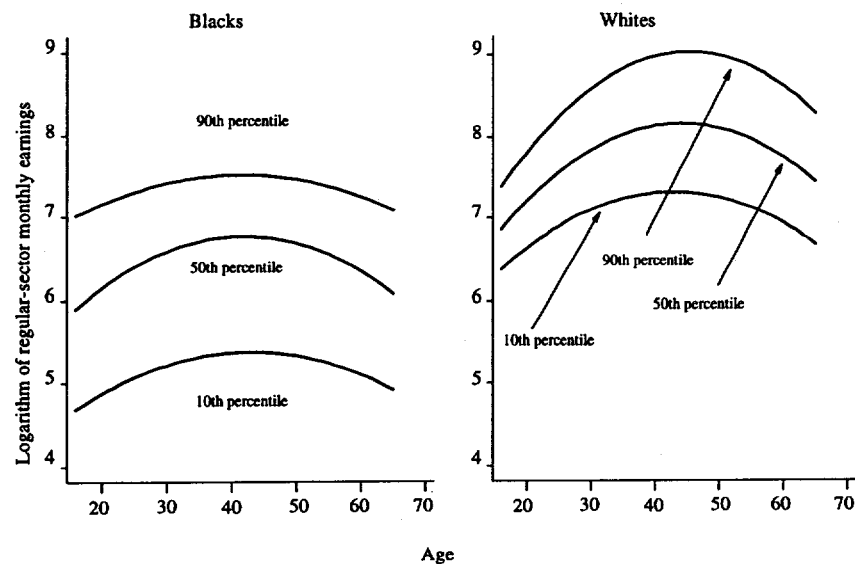 Blacks
Whites
Logarithm of regular-sector monthly earnings
9
8
7
6
5
4
90th percentile
50th percentile
10th percentile
20 30 40 50 60 70
9
8
7
6
5
4
90th percentile
50th percentile
10th percentile
20 30 40 50 60 70
Age